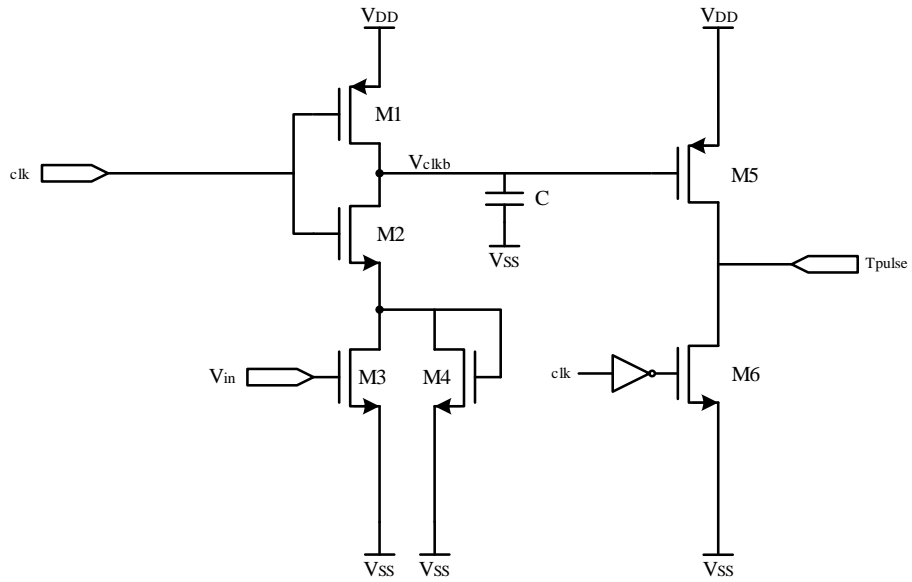 VDD
VDD
M1
clk
Vclkb
M5
C
M2
VSS
Tpulse
Vin
M3
M4
clk
M6
VSS
VSS
VSS